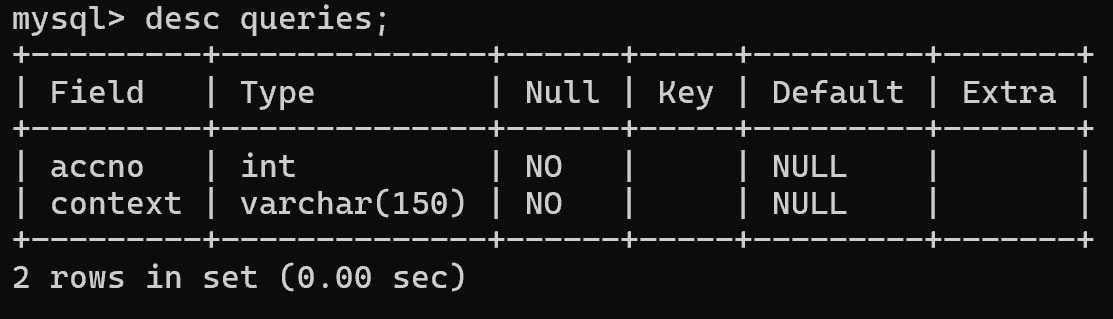 mysql> desc queries;
+---------+--------------+------+-----+---------+-------+
| Field   | Type         | Null | Key | Default | Extra |
+---------+--------------+------+-----+---------+-------+
| accno   | int          | NO   |     | NULL    |       |
| context | varchar(150) | NO   |     | NULL    |       |
+---------+--------------+------+-----+---------+-------+
2 rows in set (0.00 sec)